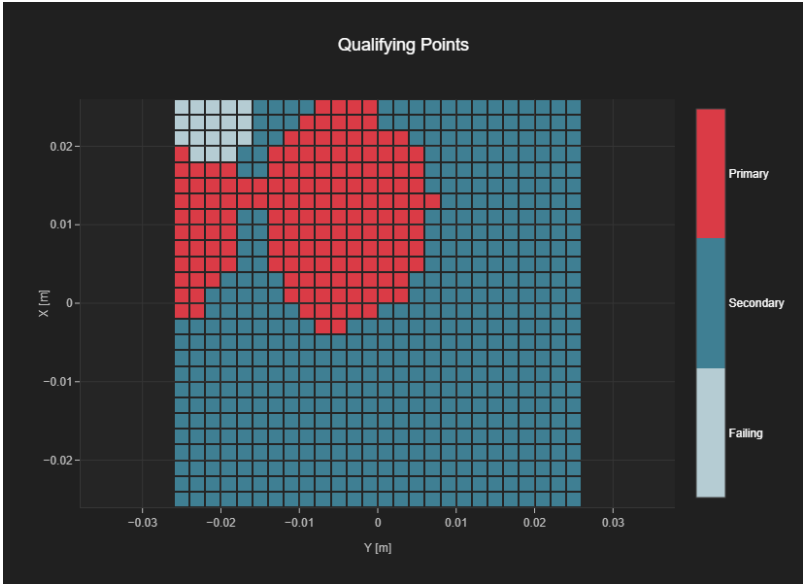 Qualifying Points
0.02
0.01
0
−0.01
−0.02
X [m]
−0.03
−0.02
−0.01
0
0.01
0.02
0.03
Y [m]
Primary
Secondary
Failing